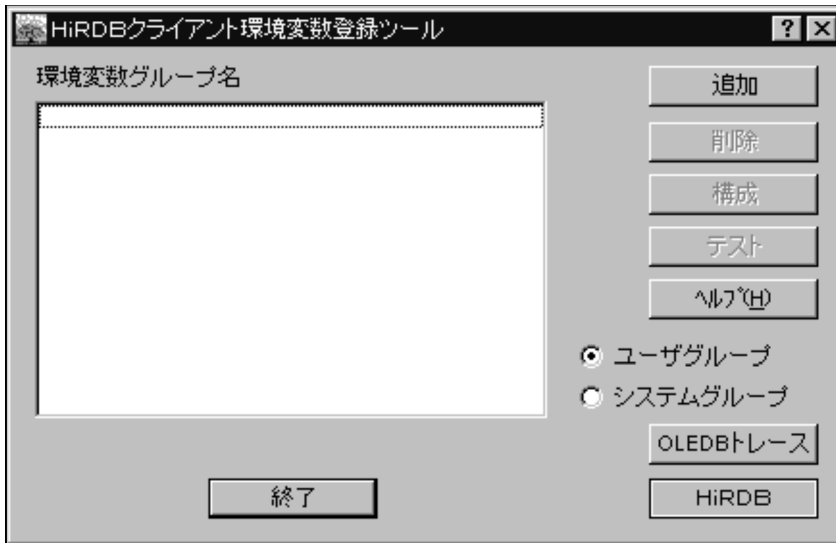 HiRDBクライアント環境変数登録ツール
環境変数グループ名
追加
削除
構成
テスト
ﾍﾙﾌﾟ(H)
ユーザグループ
システムグループ
OLEDBトレース
終了
HiRDB